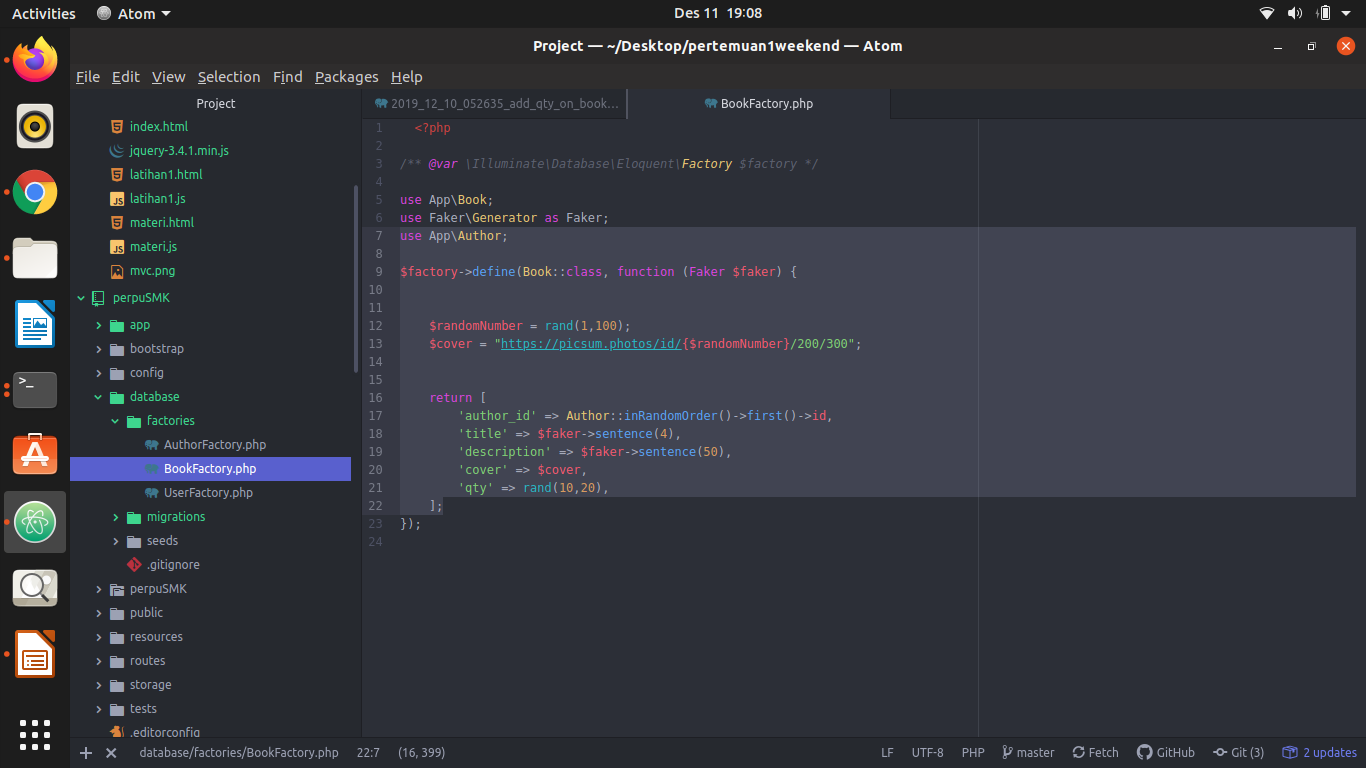 Activities
Atom
Des 11 19:08
Project — ~/Desktop/pertemuan1weekend — Atom
File Edit View Selection Find Packages Help
Project
index.html
jquery-3.4.1.min.js
latihan1.html
JS latihan1.js
materi.html
JS materi.js
mvc.png
perpuSMK
app
bootstrap
config
database
factories
AuthorFactory.php
BookFactory.php
UserFactory.php
migrations
seeds
.gitignore
perpuSMK
public
resources
routes
storage
tests
.editorconfig
2019_12_10_052635_add_qty_on_book...
BookFactory.php
1 <?php
2
3 /** @var \Illuminate\Database\Eloquent\Factory $factory */
4
5 use App\Book;
6 use Faker\Generator as Faker;
7 use App\Author;
8
9 $factory->define(Book::class, function (Faker $faker) {
10
11
12     $randomNumber = rand(1,100);
13     $cover = "https://picsum.photos/id/{$randomNumber}/200/300";
14
15
16     return [
17         'author_id' => Author::inRandomOrder()->first()->id,
18         'title' => $faker->sentence(4),
19         'description' => $faker->sentence(50),
20         'cover' => $cover,
21         'qty' => rand(10,20),
22     ];
23 });
24
database/factories/BookFactory.php 22:7 (16, 399)
LF UTF-8 PHP master Fetch GitHub Git (3) 2 updates